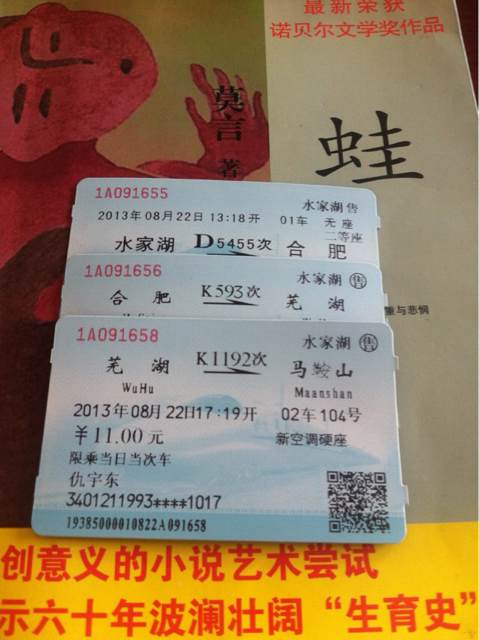 最新荣获
诺贝尔文学奖作品
莫言 著
蛙
1A091655
水家湖 售
2013年08月22日 13:18开 01车 无座
二等座
水家湖 D5455次 合肥
1A091656
水家湖 售
合肥 K593次 芜湖
重与悲悯
1A091658
水家湖 售
芜湖 K1192次 马鞍山
WuHu Maanshan
2013年08月22日17:19开 02车104号
￥11.00元 新空调硬座
限乘当日当次车
仇宇东
3401211993****1017
19385000010822A091658
创意义的小说艺术尝试
示六十年波澜壮阔“生育史”